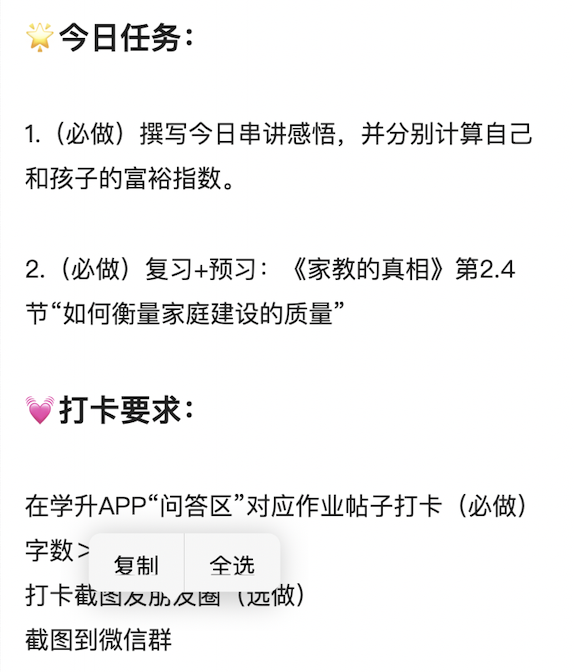 🌟今日任务：
1.（必做）撰写今日串讲感悟，并分别计算自己
和孩子的富裕指数。
2.（必做）复习+预习：《家教的真相》第2.4
节“如何衡量家庭建设的质量”
💓打卡要求：
在学升APP“问答区”对应作业帖子打卡（必做）
字数>
复制 全选
打卡截图发朋友圈（选做）
截图到微信群